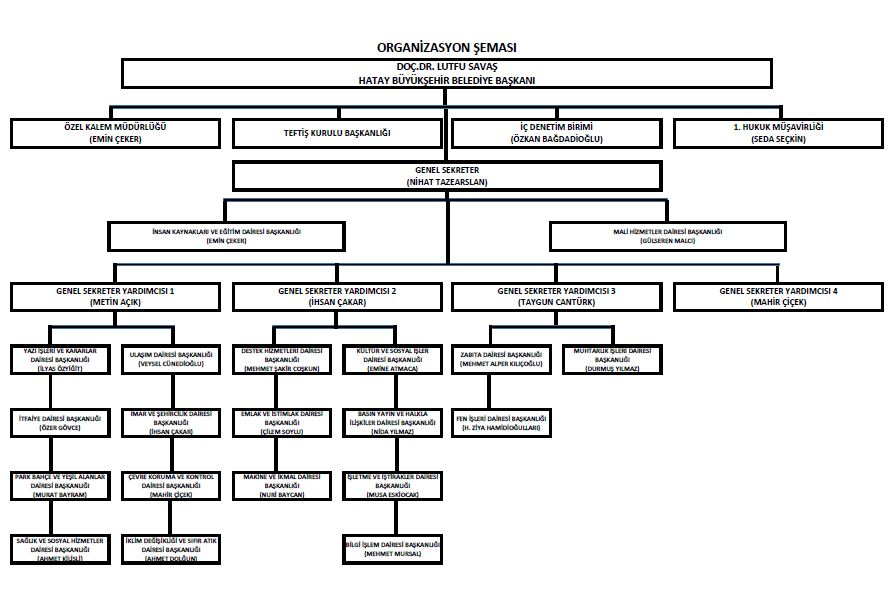 ORGANİZASYON ŞEMASI
DOÇ.DR. LÜTFÜ SAVAŞ
HATAY BÜYÜKŞEHİR BELEDİYE BAŞKANI
ÖZEL KALEM MÜDÜRLÜĞÜ
(EMİN ÇEKER)
TEFTİŞ KURULU BAŞKANLIĞI
İÇ DENETİM BİRİMİ
(ÖZKAN BAĞDADİOĞLU)
1. HUKUK MÜŞAVİRLİĞİ
(SEDA SEÇKİN)
GENEL SEKRETER
(NİHAT TAZEARSLAN)
İNSAN KAYNAKLARI VE EĞİTİM DAİRESİ BAŞKANLIĞI
(EMİN ÇEKER)
MALİ HİZMETLER DAİRESİ BAŞKANLIĞI
(GÜLSEREN MALCI)
GENEL SEKRETER YARDIMCISI 1
(METİN AÇIK)
GENEL SEKRETER YARDIMCISI 2
(İHSAN ÇAKAR)
GENEL SEKRETER YARDIMCISI 3
(TAYGUN CANTÜRK)
GENEL SEKRETER YARDIMCISI 4
(MAHİR ÇİÇEK)
YAZI İŞLERİ VE KARARLAR
DAİRESİ BAŞKANLIĞI
(İLYAS ÖZYİĞİT)
ULAŞIM DAİRESİ BAŞKANLIĞI
(VEYSEL CÜNEDİOĞLU)
DESTEK HİZMETLERİ DAİRESİ
BAŞKANLIĞI
(MEHMET ŞAKİR COŞKUN)
KÜLTÜR VE SOSYAL İŞLER
DAİRESİ BAŞKANLIĞI
(EMİNE ATMACA)
ZABITA DAİRESİ BAŞKANLIĞI
(MEHMET ALPER KILIÇOĞLU)
MUHTARLIK İŞLERİ DAİRESİ
BAŞKANLIĞI
(DURMUŞ YILMAZ)
İTFAİYE DAİRESİ BAŞKANLIĞI
(ÖZER GÖVCE)
İMAR VE ŞEHİRCİLİK DAİRESİ
BAŞKANLIĞI
(İHSAN ÇAKAR)
EMLAK VE İSTİMLAK DAİRESİ
BAŞKANLIĞI
(ÇİLEM SOYLU)
BASIN YAYIN VE HALKLA
İLİŞKİLER DAİRESİ BAŞKANLIĞI
(NİDA YILMAZ)
FEN İŞLERİ DAİRESİ BAŞKANLIĞI
(H. ZİYA HAMİDİOĞULLARI)
PARK BAHÇE VE YEŞİL ALANLAR
DAİRESİ BAŞKANLIĞI
(MURAT BAYRAM)
ÇEVRE KORUMA VE KONTROL
DAİRESİ BAŞKANLIĞI
(MAHİR ÇİÇEK)
MAKİNE VE İKMAL DAİRESİ
BAŞKANLIĞI
(NURİ BAYCAN)
İŞLETME VE İŞTİRAKLER DAİRESİ
BAŞKANLIĞI
(MUSA ESKİOCAK)
SAĞLIK VE SOSYAL HİZMETLER
DAİRESİ BAŞKANLIĞI
(AHMET KİLİSLİ)
İKLİM DEĞİŞİKLİĞİ VE SIFIR ATIK
DAİRESİ BAŞKANLIĞI
(AHMET DOLGUN)
BİLGİ İŞLEM DAİRESİ BAŞKANLIĞI
(MEHMET MURSAL)